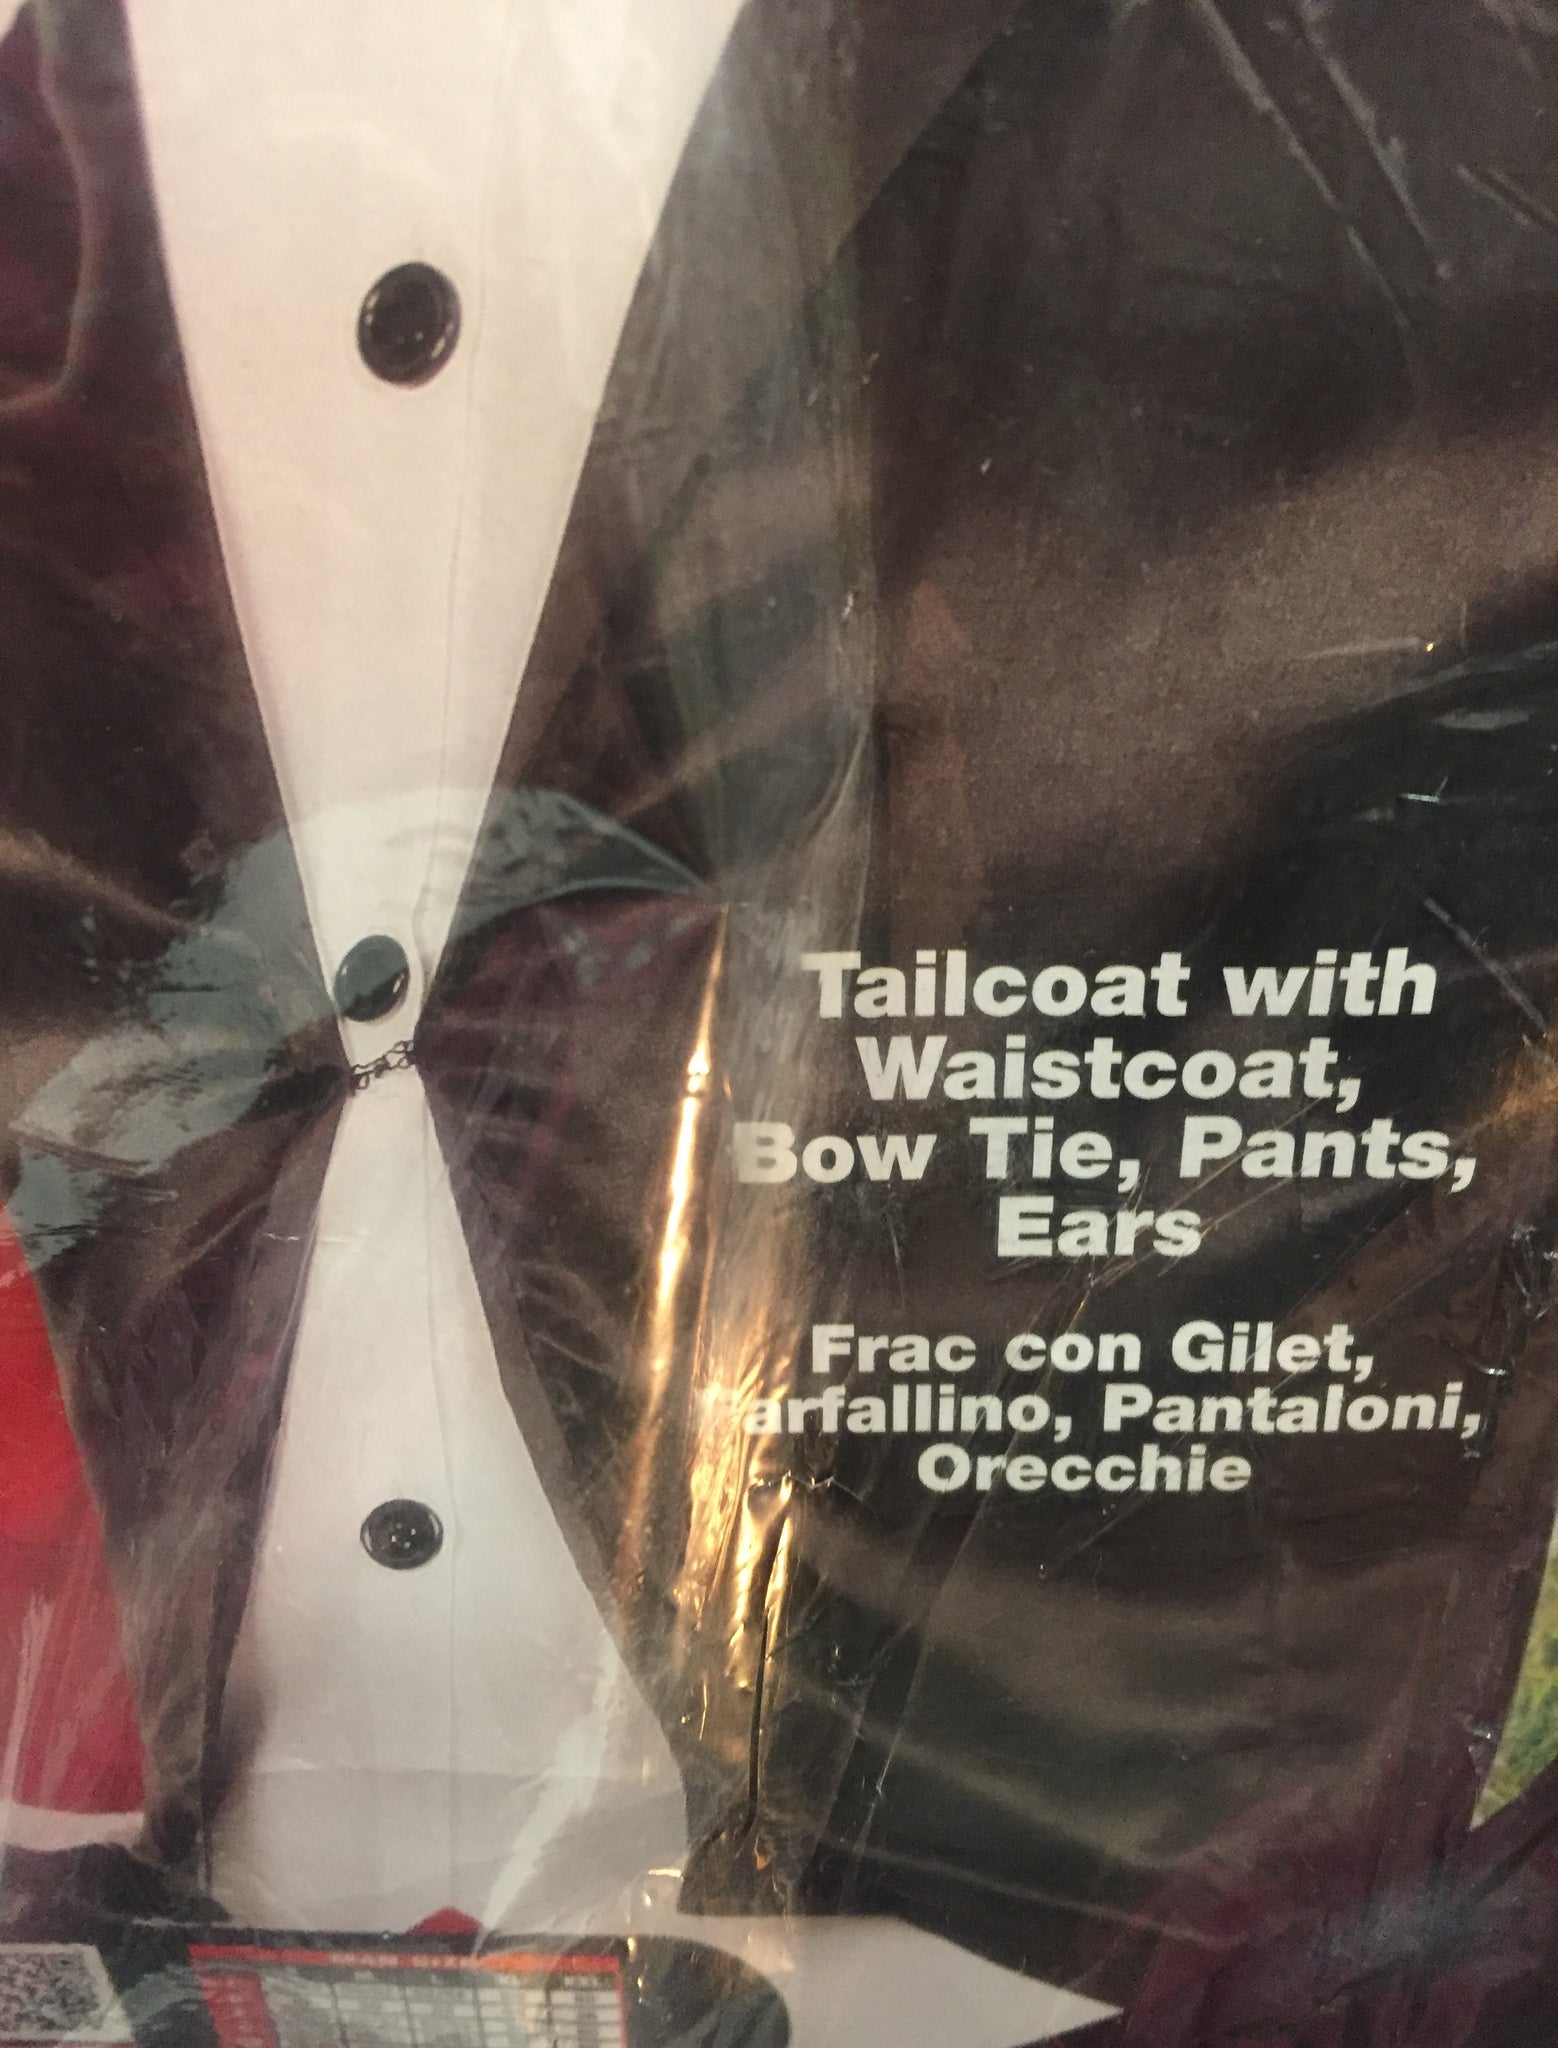 Tailcoat with
Waistcoat,
Bow Tie, Pants,
Ears
Frac con Gilet,
Farfallino, Pantaloni,
Orecchie